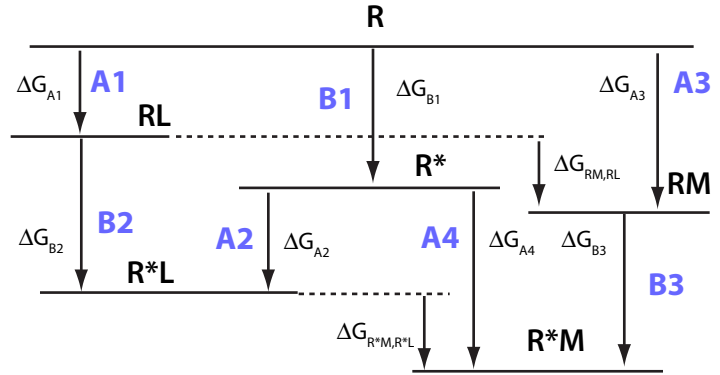 R
ΔG_A1 A1 B1 ΔG_B1 ΔG_A3 A3
RL
R* ΔG_RM,RL RM
ΔG_B2 B2 A2 ΔG_A2 A4 ΔG_A4 ΔG_B3 B3
R*L
ΔG_R*M,R*L R*M